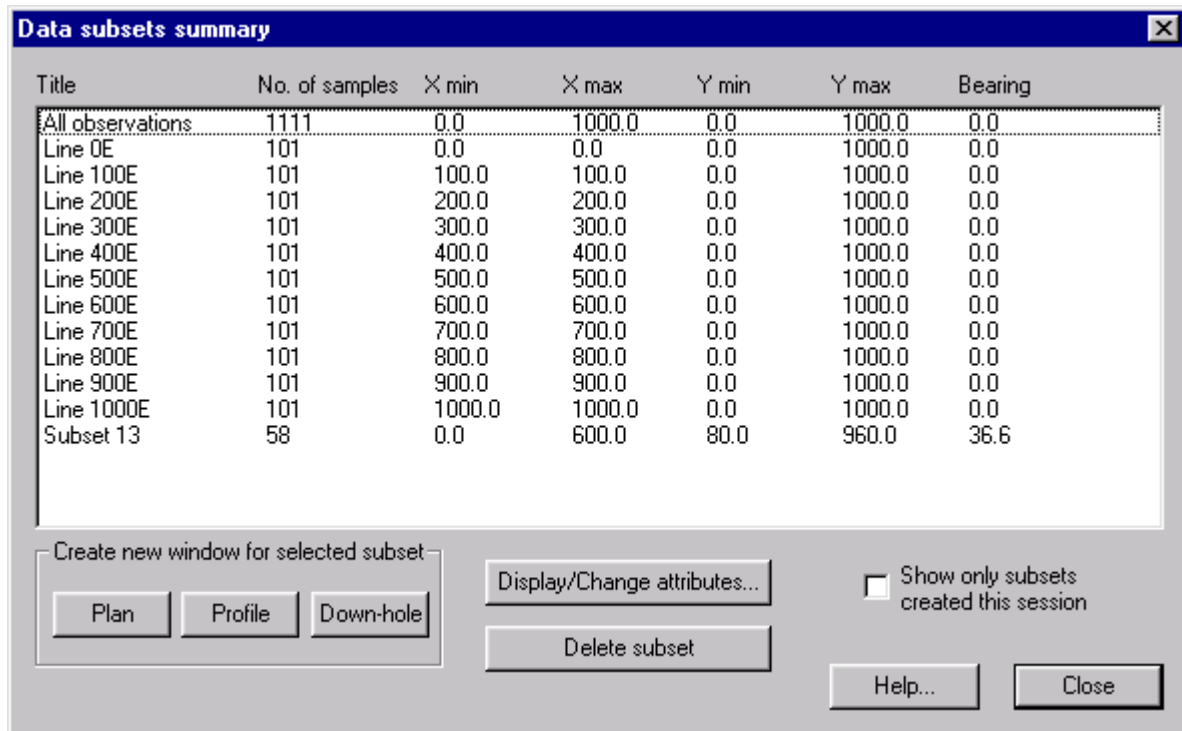 Data subsets summary
Title No. of samples X min X max Y min Y max Bearing
All observations 1111 0.0 1000.0 0.0 1000.0 0.0
Line 0E 101 0.0 0.0 0.0 1000.0 0.0
Line 100E 101 100.0 100.0 0.0 1000.0 0.0
Line 200E 101 200.0 200.0 0.0 1000.0 0.0
Line 300E 101 300.0 300.0 0.0 1000.0 0.0
Line 400E 101 400.0 400.0 0.0 1000.0 0.0
Line 500E 101 500.0 500.0 0.0 1000.0 0.0
Line 600E 101 600.0 600.0 0.0 1000.0 0.0
Line 700E 101 700.0 700.0 0.0 1000.0 0.0
Line 800E 101 800.0 800.0 0.0 1000.0 0.0
Line 900E 101 900.0 900.0 0.0 1000.0 0.0
Line 1000E 101 1000.0 1000.0 0.0 1000.0 0.0
Subset 13 58 0.0 600.0 80.0 960.0 36.6
Create new window for selected subset
Plan Profile Down-hole
Display/Change attributes...
Delete subset
Show only subsets
created this session
Help... Close